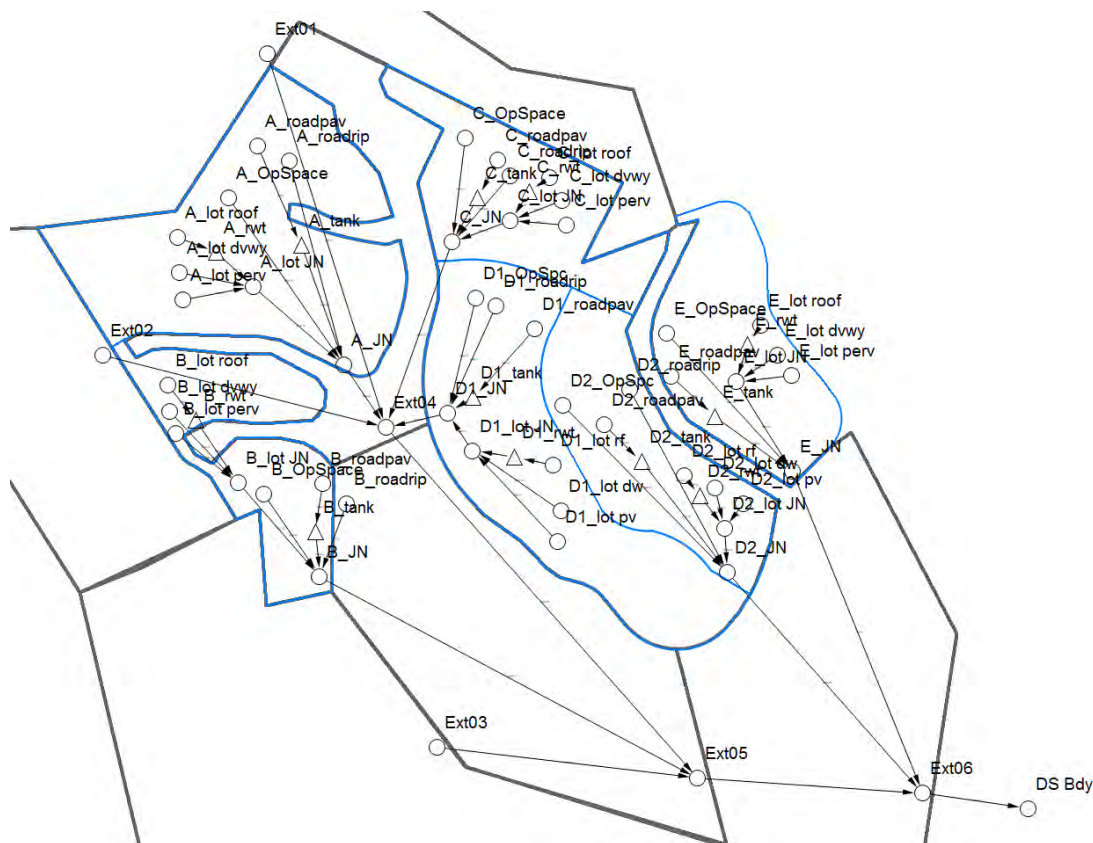 Ext01
A_roadpav
A_roadrip
A_OpSpace
A_tank
A_lot roof
A_rwt
A_lot dvwy
A_lot JN
A_lot perv
A_JN
Ext02
B_lot roof
B_lot dvwy
B_rwt
B_lot perv
B_lot JN
B_OpSpace
B_roadpav
B_roadrip
B_tank
B_JN
C_OpSpace
C_roadpav
C_roadrip
C_lot roof
C_tank
C_rwt
C_lot dvwy
C_lot JN
C_lot perv
C_JN
D1_OpSpc
D1_roadrip
D1_roadpav
D1_tank
D1_JN
Ext04
D1_lot JN
D1_rwt
D1_lot rf
D1_lot dw
D1_lot pv
E_OpSpace
E_lot roof
E_rwt
E_lot dvwy
E_roadpav
E_lot JN
E_lot perv
E_tank
E_JN
D2_roadrip
D2_OpSpc
D2_roadpav
D2_tank
D2_lot rf
D2_lot dw
D2_rwt
D2_lot pv
D2_lot JN
D2_JN
Ext03
Ext05
Ext06
DS Bdy